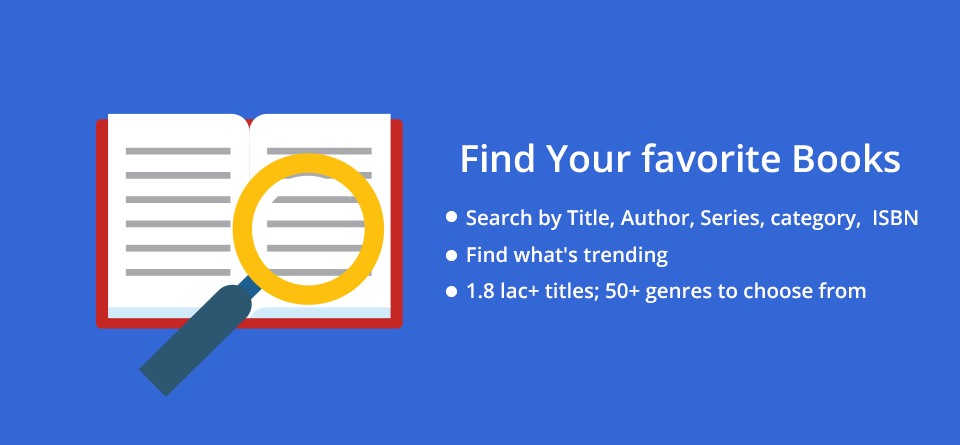 Find Your favorite Books
Search by Title, Author, Series, category,  ISBN
Find what's trending
1.8 lac+ titles; 50+ genres to choose from